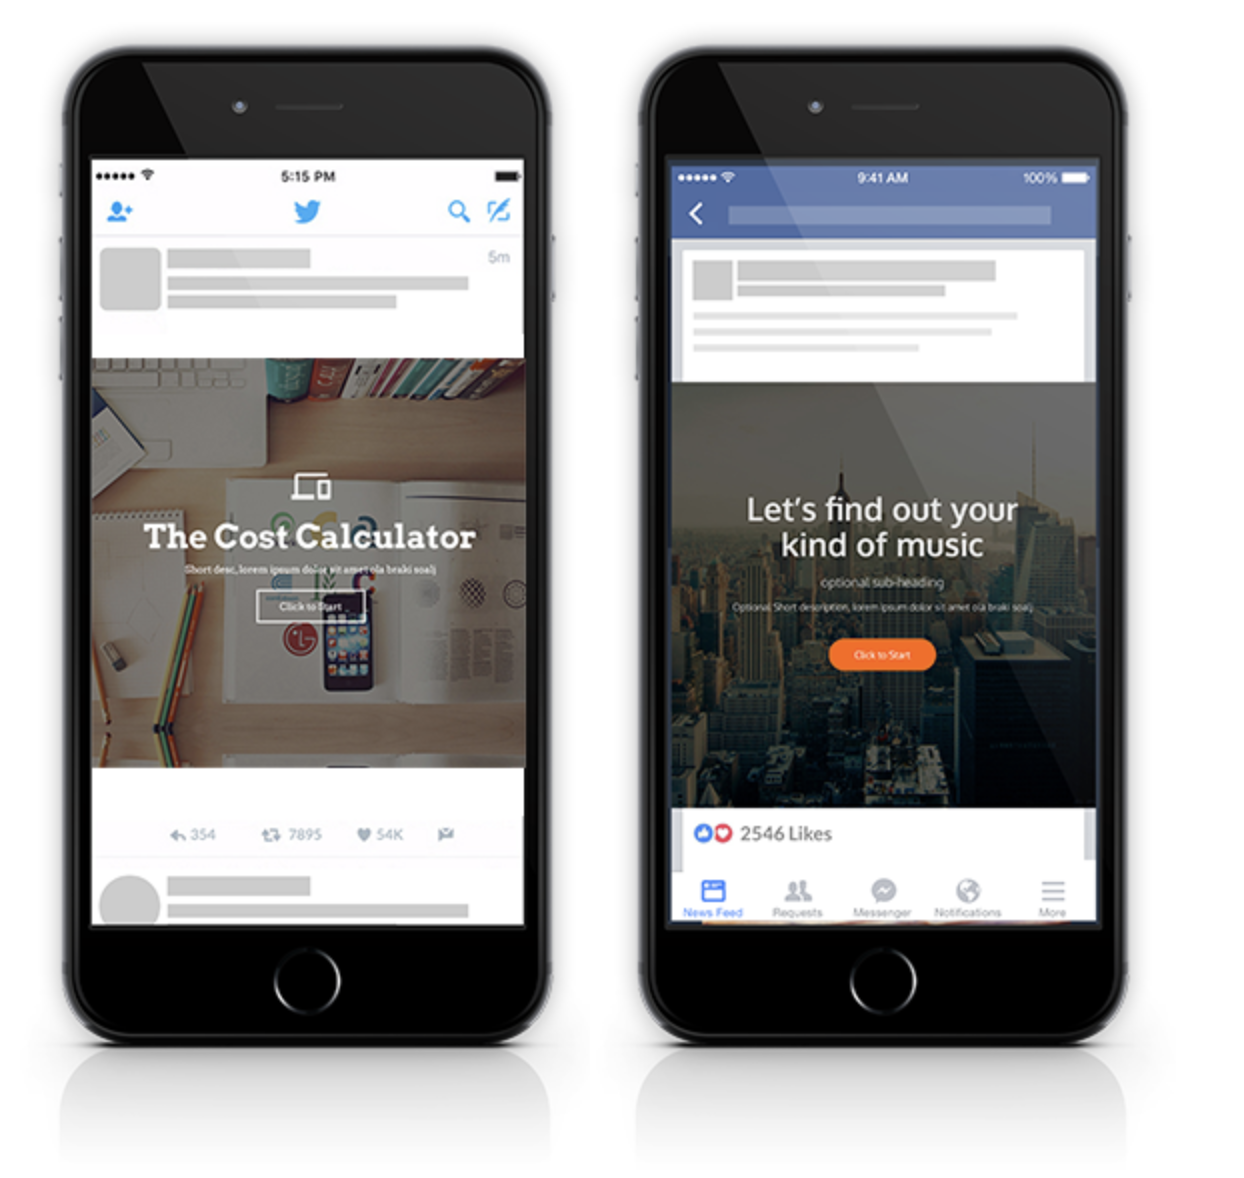 5:15 PM
5m
The Cost Calculator
Short desc, lorem ipsum dolor sit amet ola braki soalj
Click to Start
354
7895
54K
9:41 AM
100%
Let's find out your
kind of music
optional sub-heading
Optional Short description, lorem ipsum dolor sit amet ola braki soalj
Click to Start
2546 Likes
News Feed
Requests
Messenger
Notifications
More